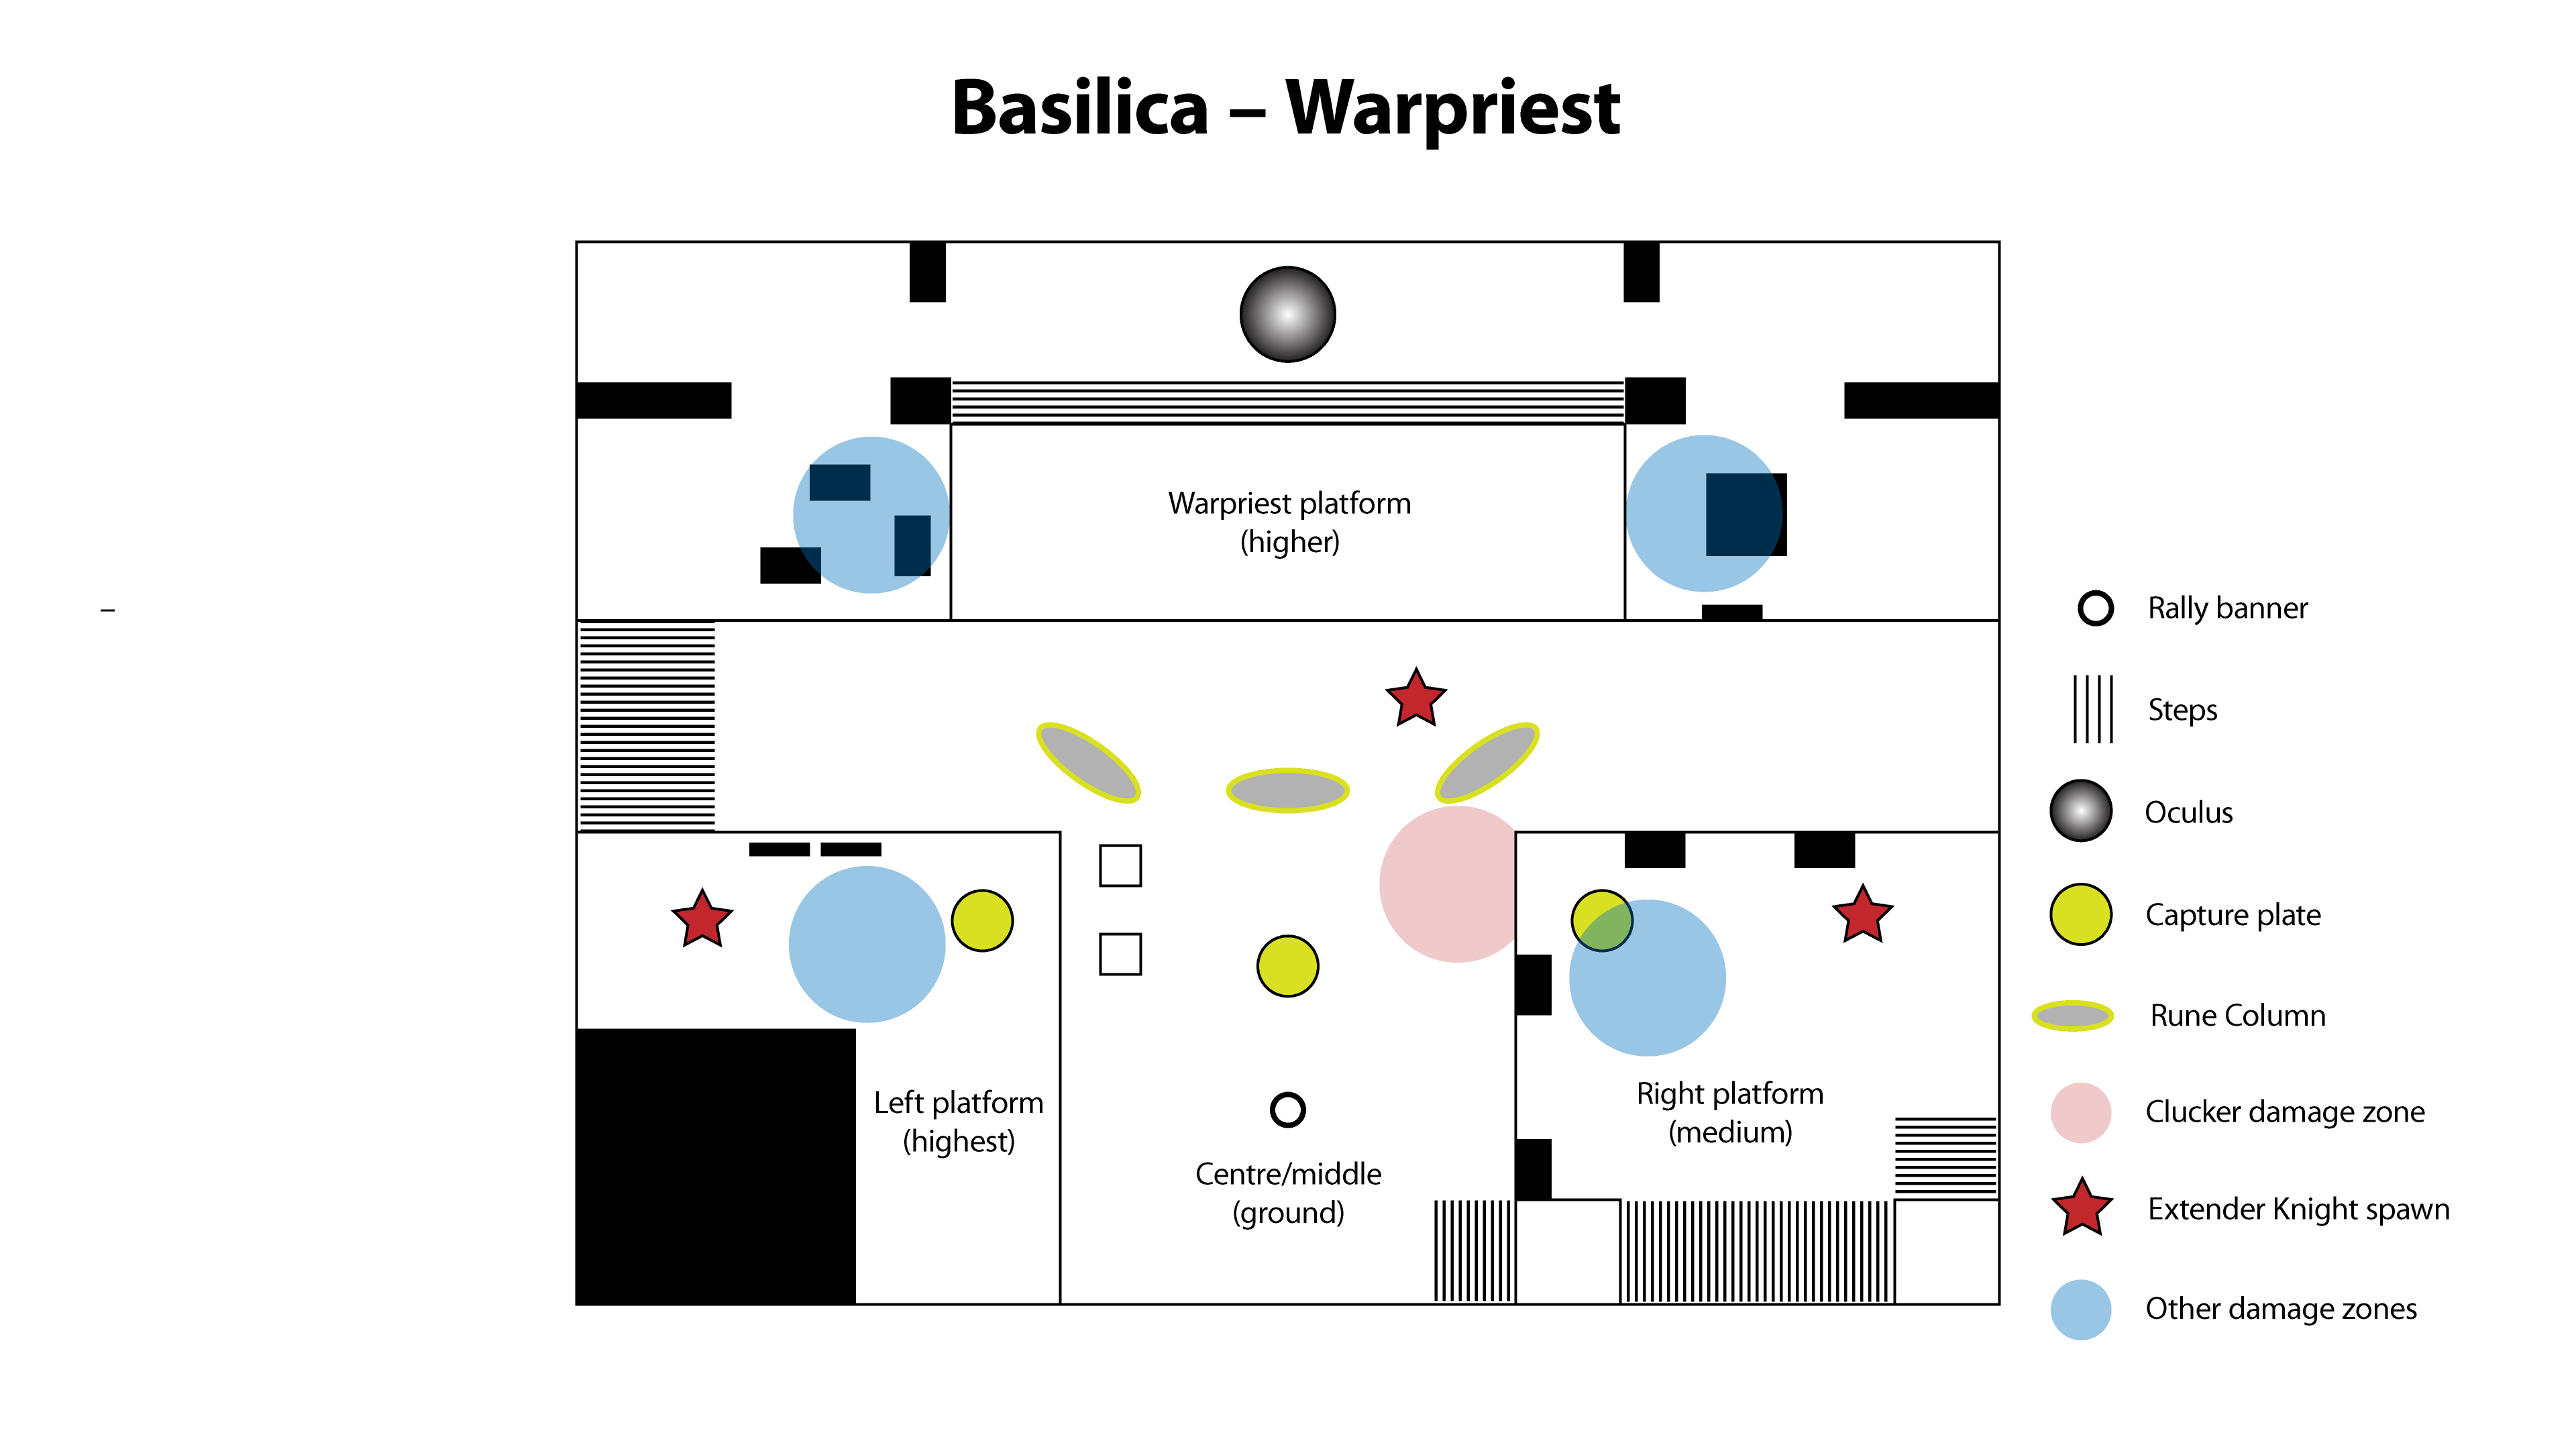 Basilica – Warpriest
Warpriest platform
(higher)
–
Rally banner
Steps
Oculus
Capture plate
Rune Column
Left platform
(highest)
Centre/middle
(ground)
Right platform
(medium)
Clucker damage zone
Extender Knight spawn
Other damage zones